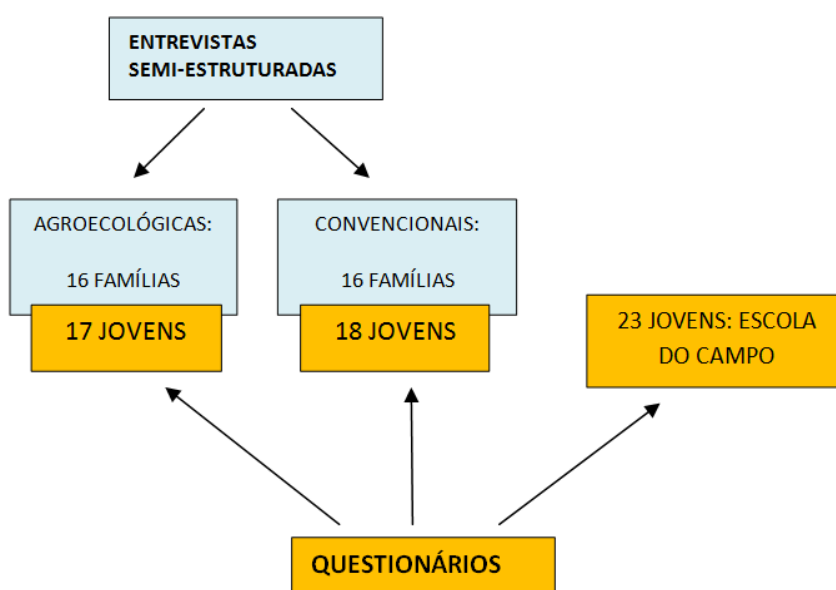 ENTREVISTAS
SEMI-ESTRUTURADAS
AGROECOLÓGICAS:
16 FAMÍLIAS
17 JOVENS
CONVENCIONAIS:
16 FAMÍLIAS
18 JOVENS
23 JOVENS: ESCOLA
DO CAMPO
QUESTIONÁRIOS